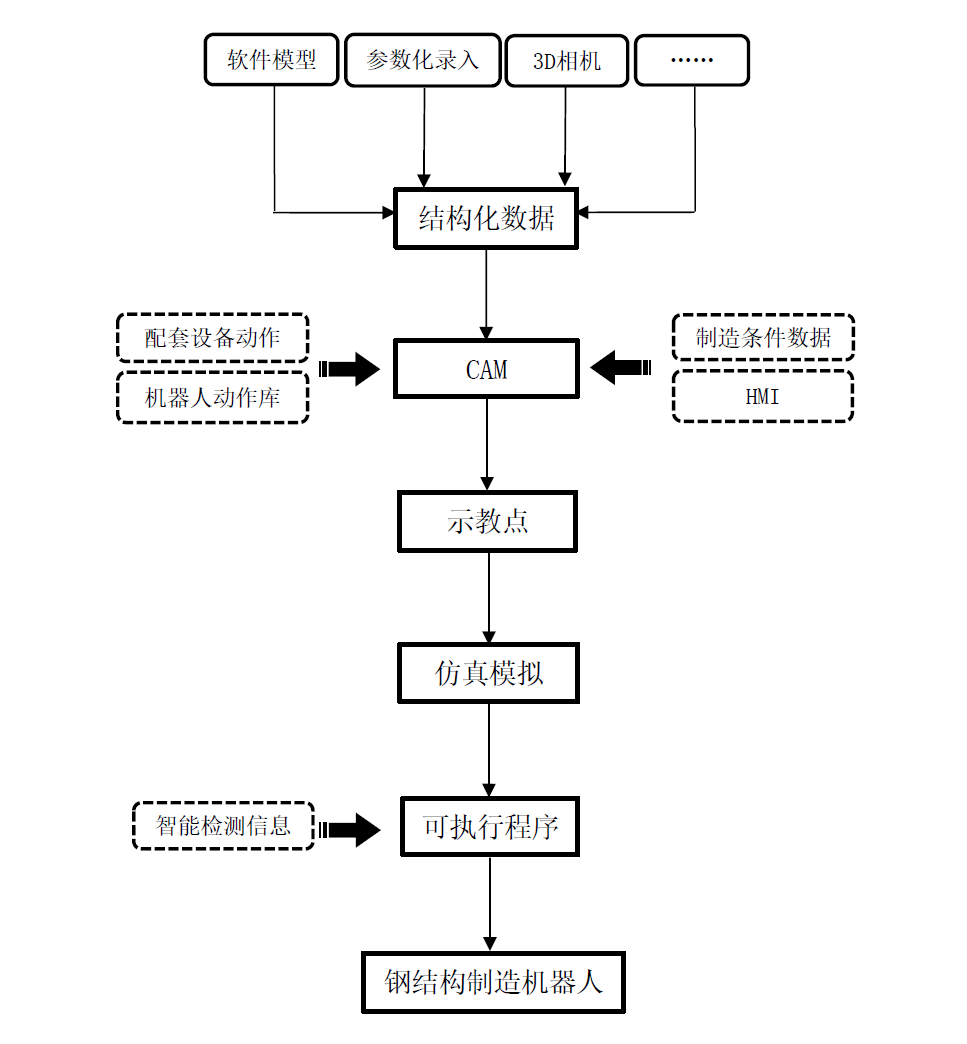 软件模型
参数化录入
3D相机
……
结构化数据
配套设备动作
机器人动作库
CAM
制造条件数据
HMI
示教点
仿真模拟
智能检测信息
可执行程序
钢结构制造机器人